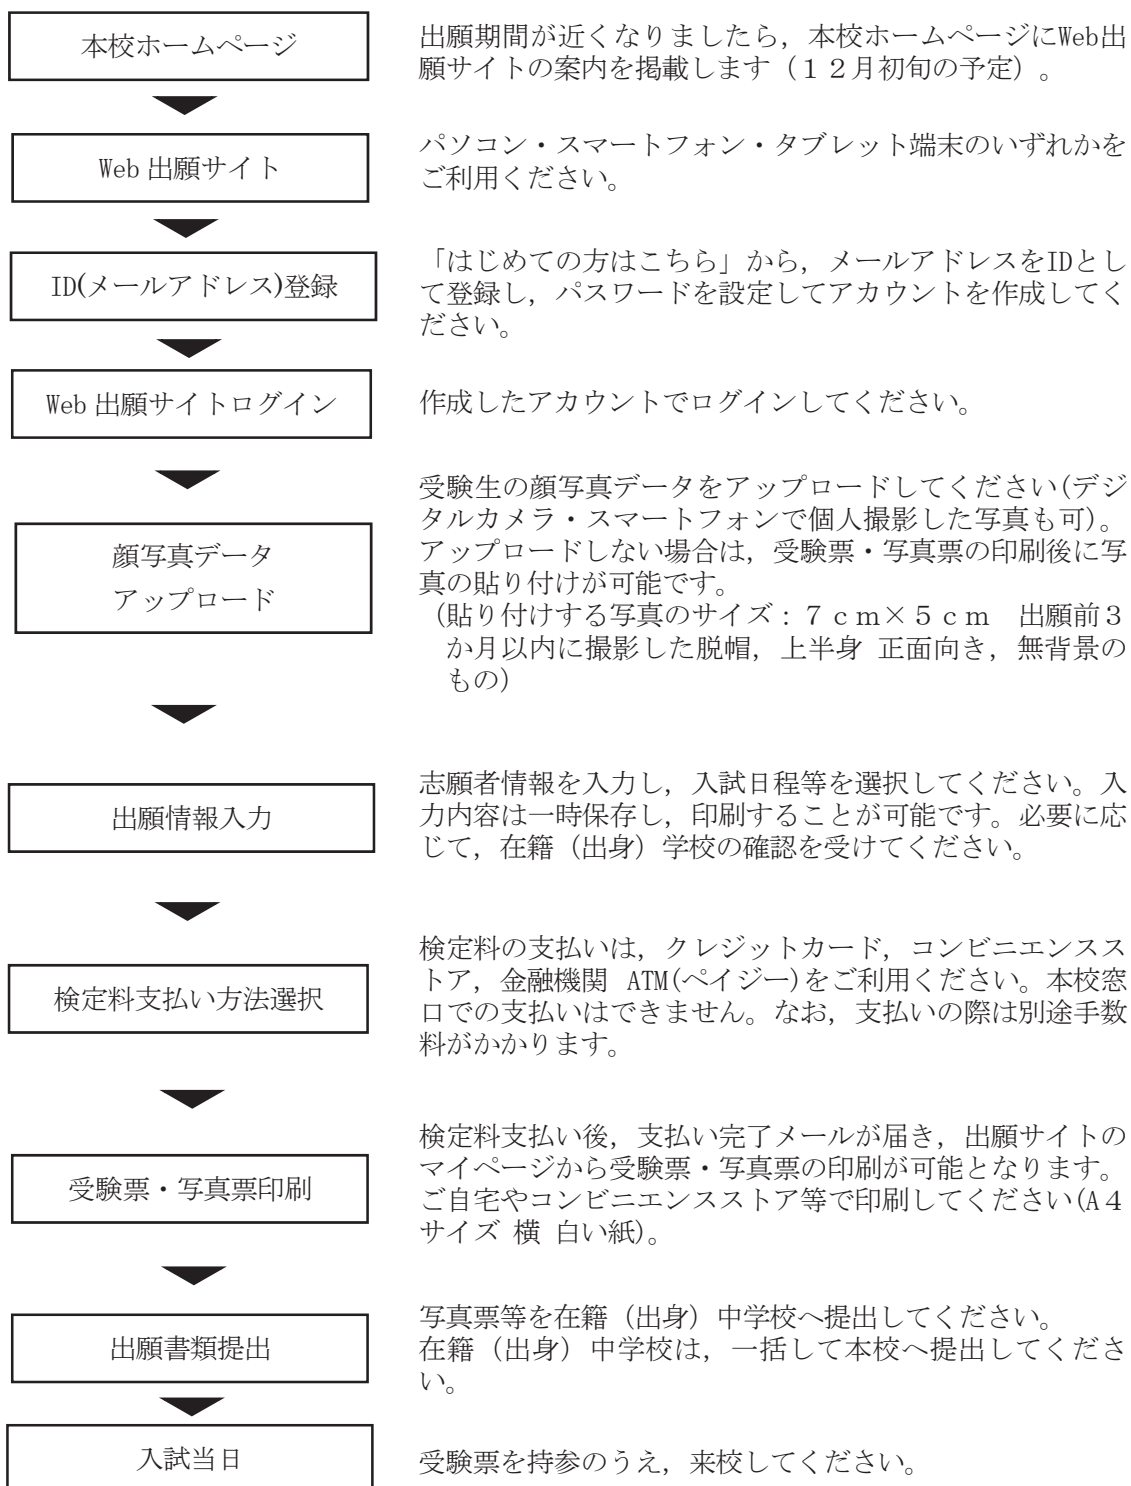 本校ホームページ
出願期間が近くなりましたら，本校ホームページにWeb出
願サイトの案内を掲載します（１２月初旬の予定）。
Web 出願サイト
パソコン・スマートフォン・タブレット端末のいずれかを
ご利用ください。
ID(メールアドレス)登録
「はじめての方はこちら」から，メールアドレスをIDとし
て登録し，パスワードを設定してアカウントを作成してく
ださい。
Web 出願サイトログイン
作成したアカウントでログインしてください。
顔写真データ
アップロード
受験生の顔写真データをアップロードしてください(デジ
タルカメラ・スマートフォンで個人撮影した写真も可)。
アップロードしない場合は，受験票・写真票の印刷後に写
真の貼り付けが可能です。
（貼り付けする写真のサイズ：７ｃｍ×５ｃｍ　出願前３
か月以内に撮影した脱帽，上半身 正面向き，無背景の
もの）
出願情報入力
志願者情報を入力し，入試日程等を選択してください。入
力内容は一時保存し，印刷することが可能です。必要に応
じて，在籍（出身）学校の確認を受けてください。
検定料支払い方法選択
検定料の支払いは，クレジットカード，コンビニエンスス
トア，金融機関 ATM(ペイジー)をご利用ください。本校窓
口での支払いはできません。なお，支払いの際は別途手数
料がかかります。
受験票・写真票印刷
検定料支払い後，支払い完了メールが届き，出願サイトの
マイページから受験票・写真票の印刷が可能となります。
ご自宅やコンビニエンスストア等で印刷してください(A４
サイズ 横 白い紙)。
出願書類提出
写真票等を在籍（出身）中学校へ提出してください。
在籍（出身）中学校は，一括して本校へ提出してくださ
い。
入試当日
受験票を持参のうえ，来校してください。